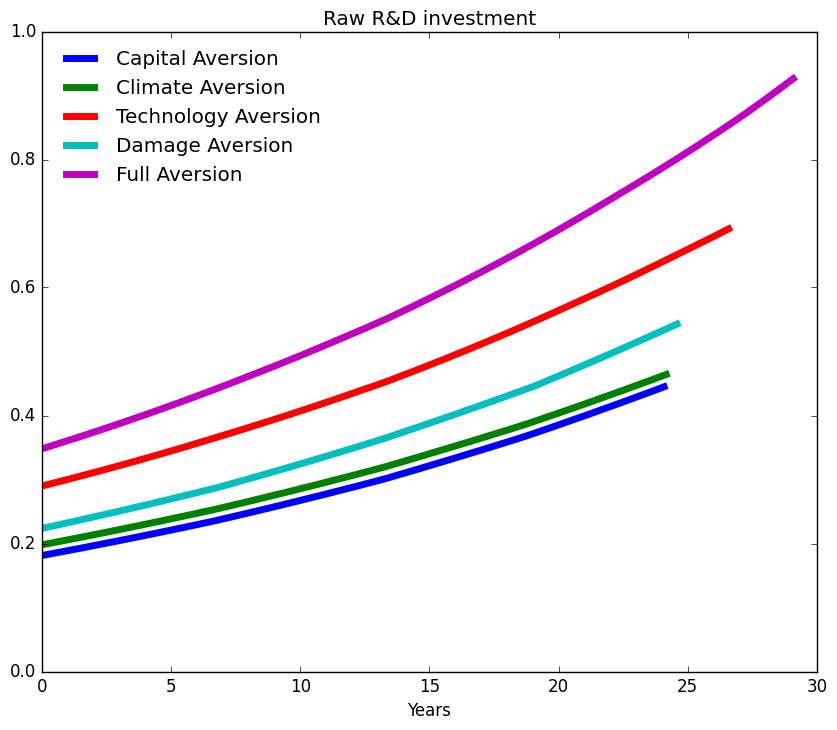 Raw R&D investment
1.0
Capital Aversion
Climate Aversion
Technology Aversion
Damage Aversion
Full Aversion
0.8
0.6
0.4
0.2
0.0
0 5 10 15 20 25 30
Years